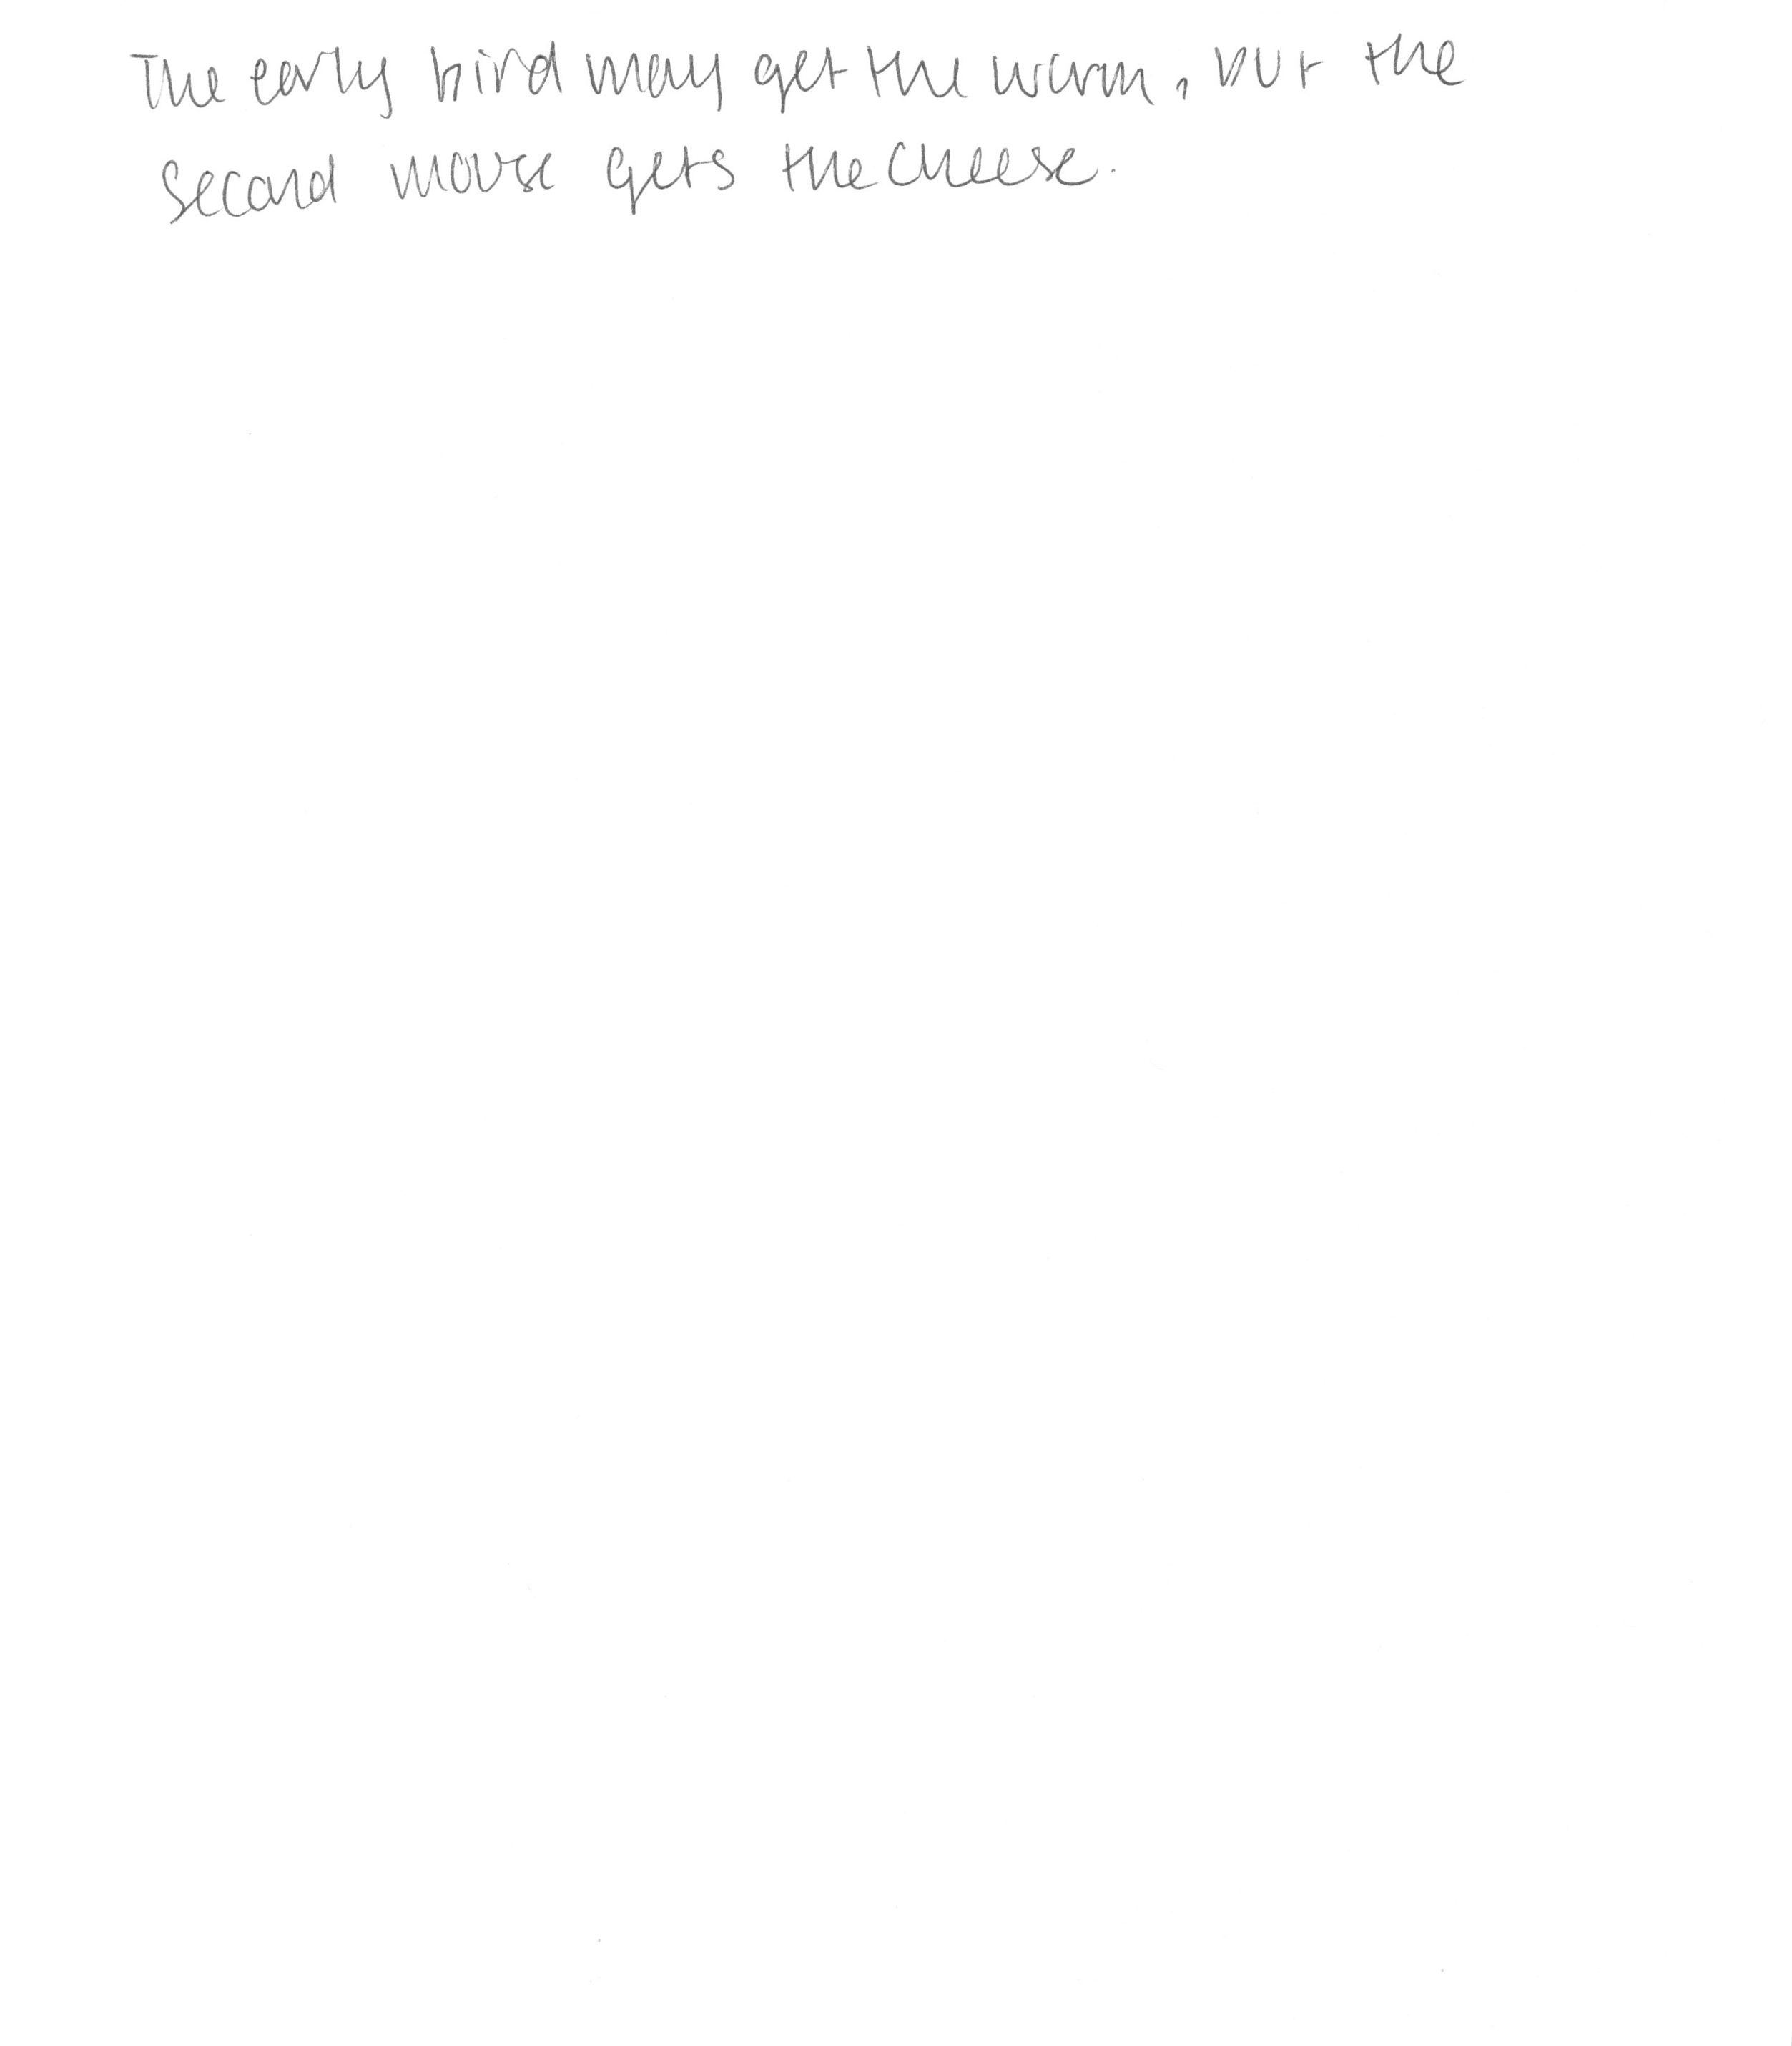 The early bird may get the worm, but the
second mouse gets the cheese.